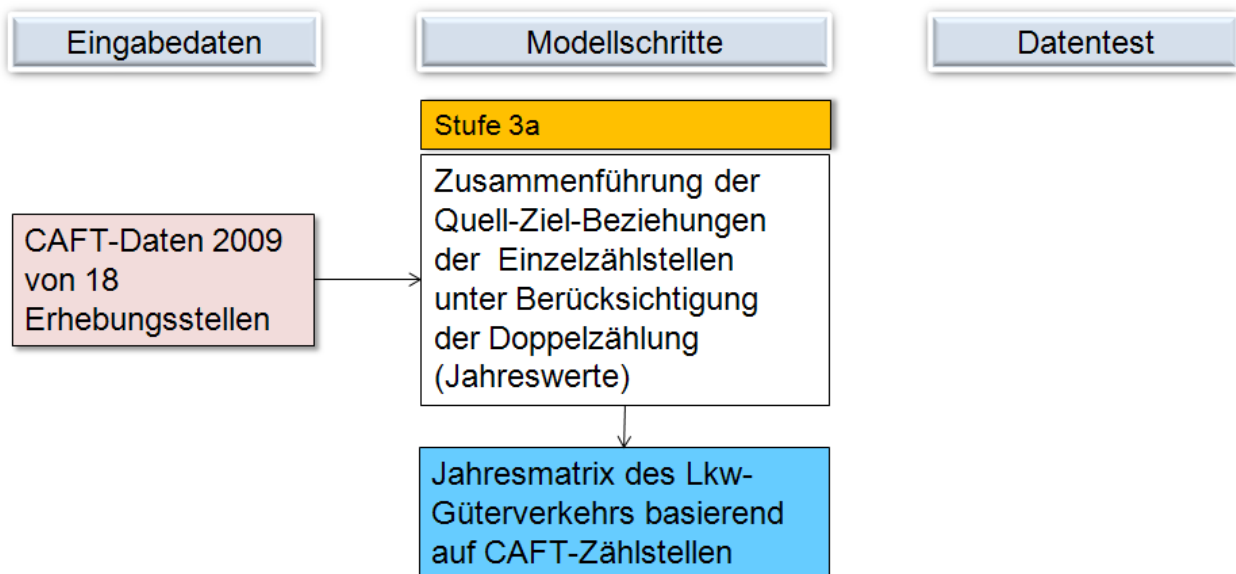 Eingabedaten
Modellschritte
Datentest
Stufe 3a
Zusammenführung der
Quell-Ziel-Beziehungen
der Einzelzählstellen
unter Berücksichtigung
der Doppelzählung
(Jahreswerte)
CAFT-Daten 2009
von 18
Erhebungsstellen
Jahresmatrix des Lkw-
Güterverkehrs basierend
auf CAFT-Zählstellen